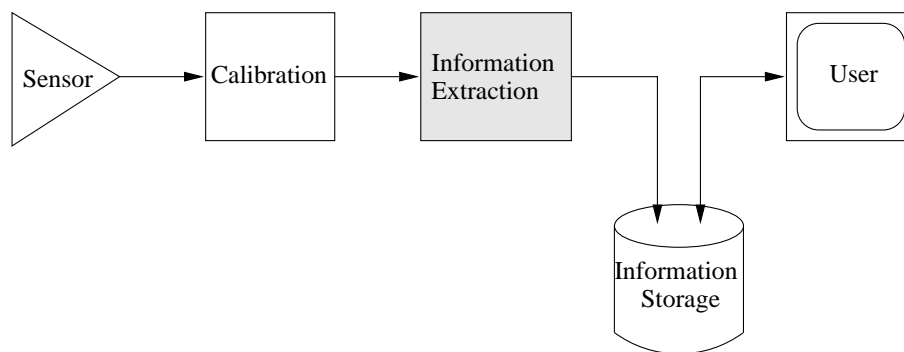 Sensor
Calibration
Information
Extraction
User
Information
Storage